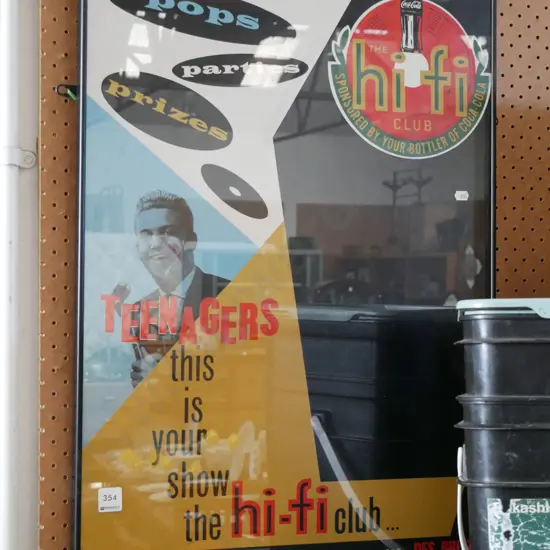 pops
parties
prizes
Coca-Cola
THE
hi-fi
CLUB
SPONSORED BY YOUR BOTTLER OF COCA COLA
TEENAGERS
this
is
your
show
the hi-fi club...
354
kashi